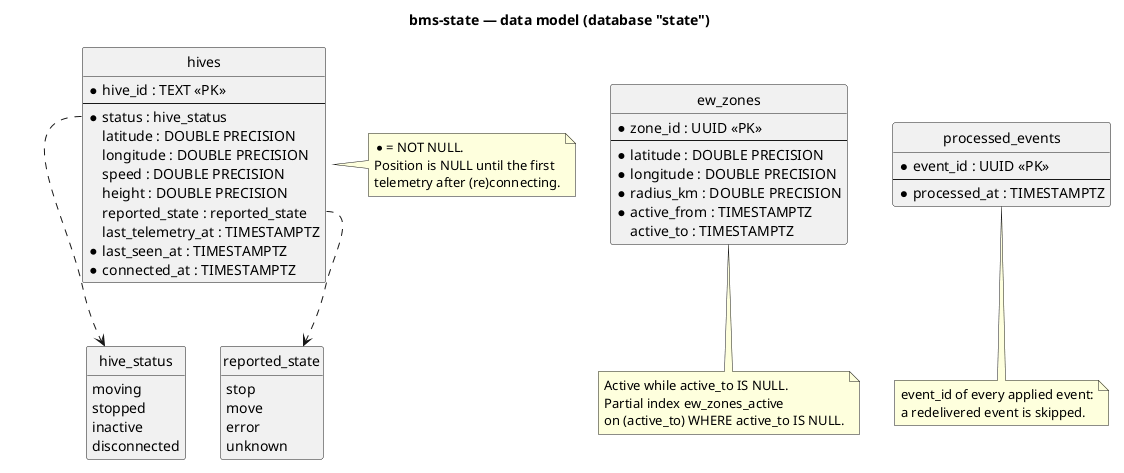 bms-state — data model (database "state")
hives
● hive_id : TEXT «PK»
● status : hive_status
latitude : DOUBLE PRECISION
longitude : DOUBLE PRECISION
speed : DOUBLE PRECISION
height : DOUBLE PRECISION
reported_state : reported_state
last_telemetry_at : TIMESTAMPTZ
● last_seen_at : TIMESTAMPTZ
● connected_at : TIMESTAMPTZ
● = NOT NULL.
Position is NULL until the first
telemetry after (re)connecting.
ew_zones
● zone_id : UUID «PK»
● latitude : DOUBLE PRECISION
● longitude : DOUBLE PRECISION
● radius_km : DOUBLE PRECISION
● active_from : TIMESTAMPTZ
active_to : TIMESTAMPTZ
processed_events
● event_id : UUID «PK»
● processed_at : TIMESTAMPTZ
hive_status
moving
stopped
inactive
disconnected
reported_state
stop
move
error
unknown
Active while active_to IS NULL.
Partial index ew_zones_active
on (active_to) WHERE active_to IS NULL.
event_id of every applied event:
a redelivered event is skipped.